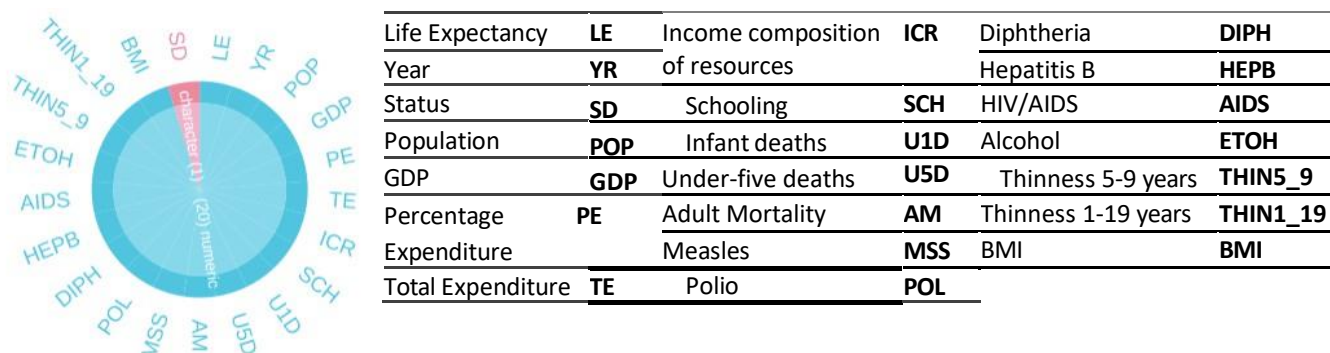 SD
LE
YR
POP
GDP
PE
TE
ICR
SCH
U1D
U5D
AM
MSS
POL
DIPH
HEPB
AIDS
ETOH
THIN5_9
THIN1_19
BMI
character (1)
(20) numeric
Life Expectancy LE Income composition ICR Diphtheria DIPH
Year YR of resources Hepatitis B HEPB
Status SD Schooling SCH HIV/AIDS AIDS
Population POP Infant deaths U1D Alcohol ETOH
GDP GDP Under-five deaths U5D Thinness 5-9 years THIN5_9
Percentage PE Adult Mortality AM Thinness 1-19 years THIN1_19
Expenditure Measles MSS BMI BMI
Total Expenditure TE Polio POL